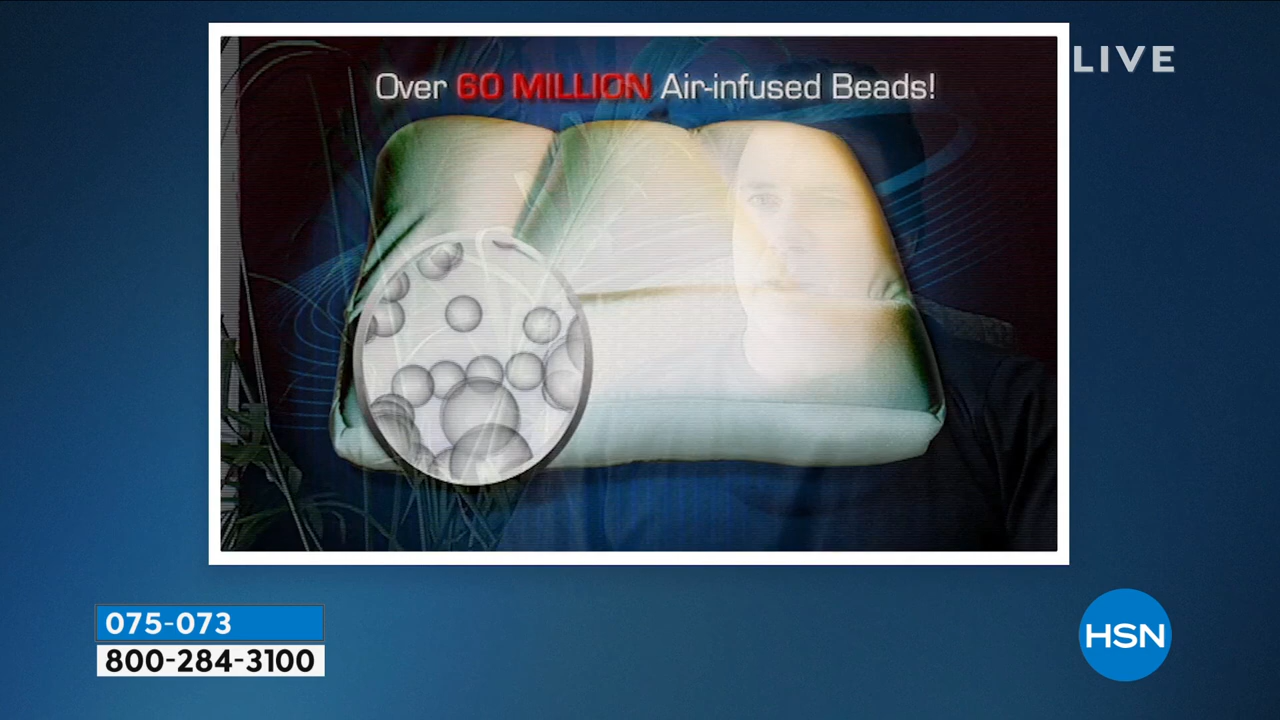 LIVE
Over 60 MILLION Air-infused Beads!
075-073
800-284-3100
HSN